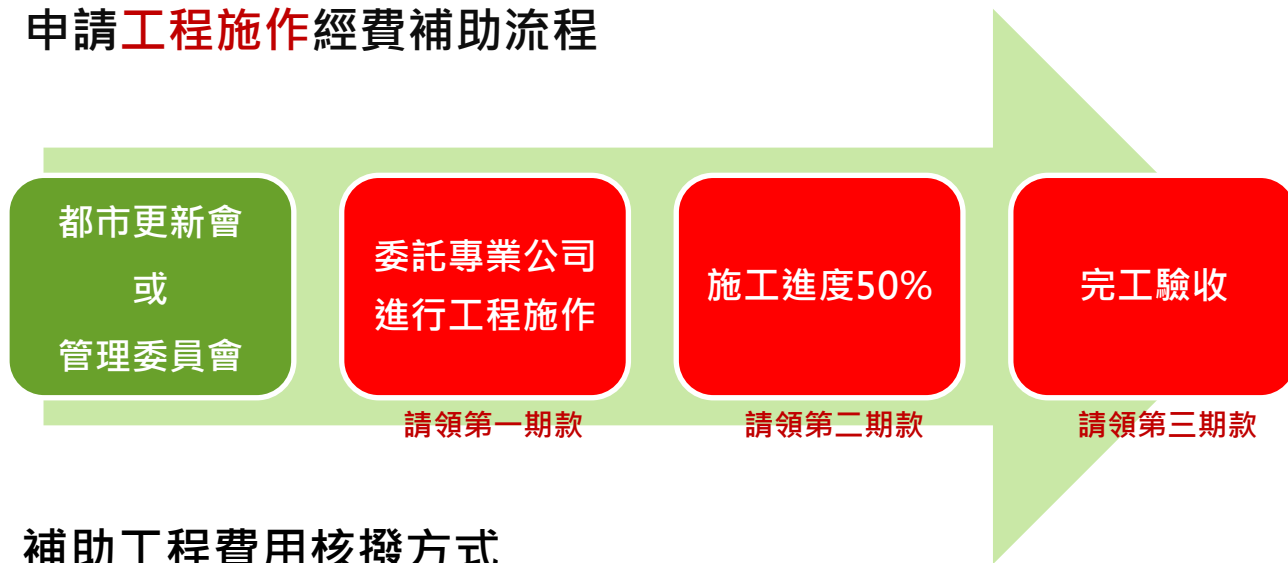 申請工程施作經費補助流程
都市更新會
或
管理委員會
委託專業公司
進行工程施作
施工進度50%
完工驗收
請領第一期款
請領第二期款
請領第三期款
補助工程費用核撥方式